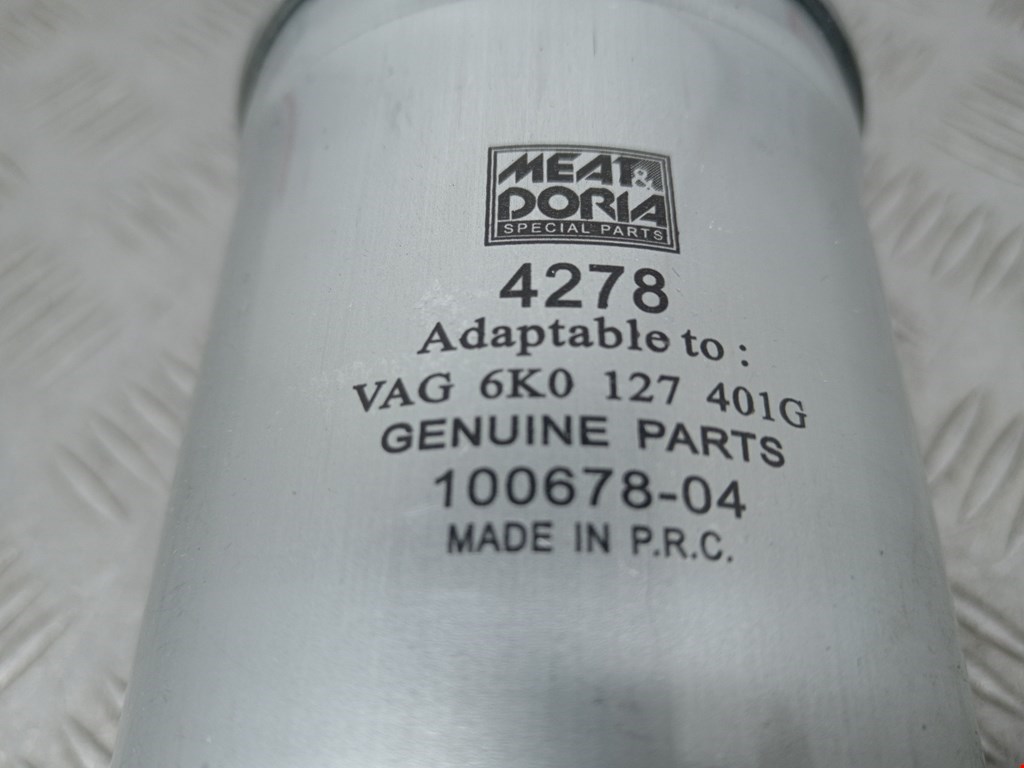 MEAT &
DORIA
SPECIAL PARTS
4278
Adaptable to :
VAG 6K0 127 401G
GENUINE PARTS
100678-04
MADE IN P.R.C.